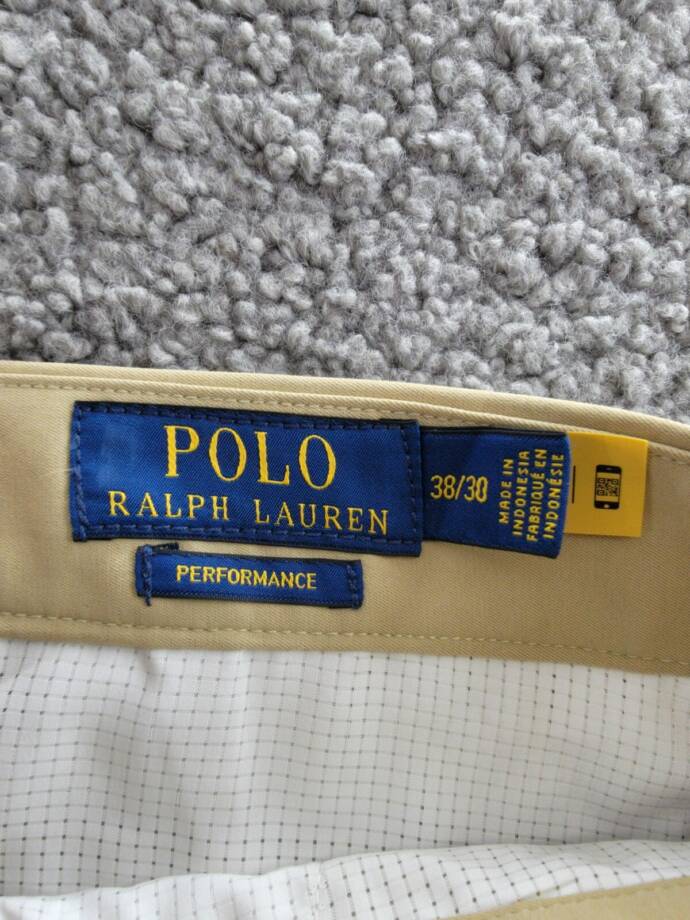 POLO
RALPH LAUREN
PERFORMANCE
38/30
MADE IN
INDONESIA
FABRIQUÉ EN
INDONÉSIE